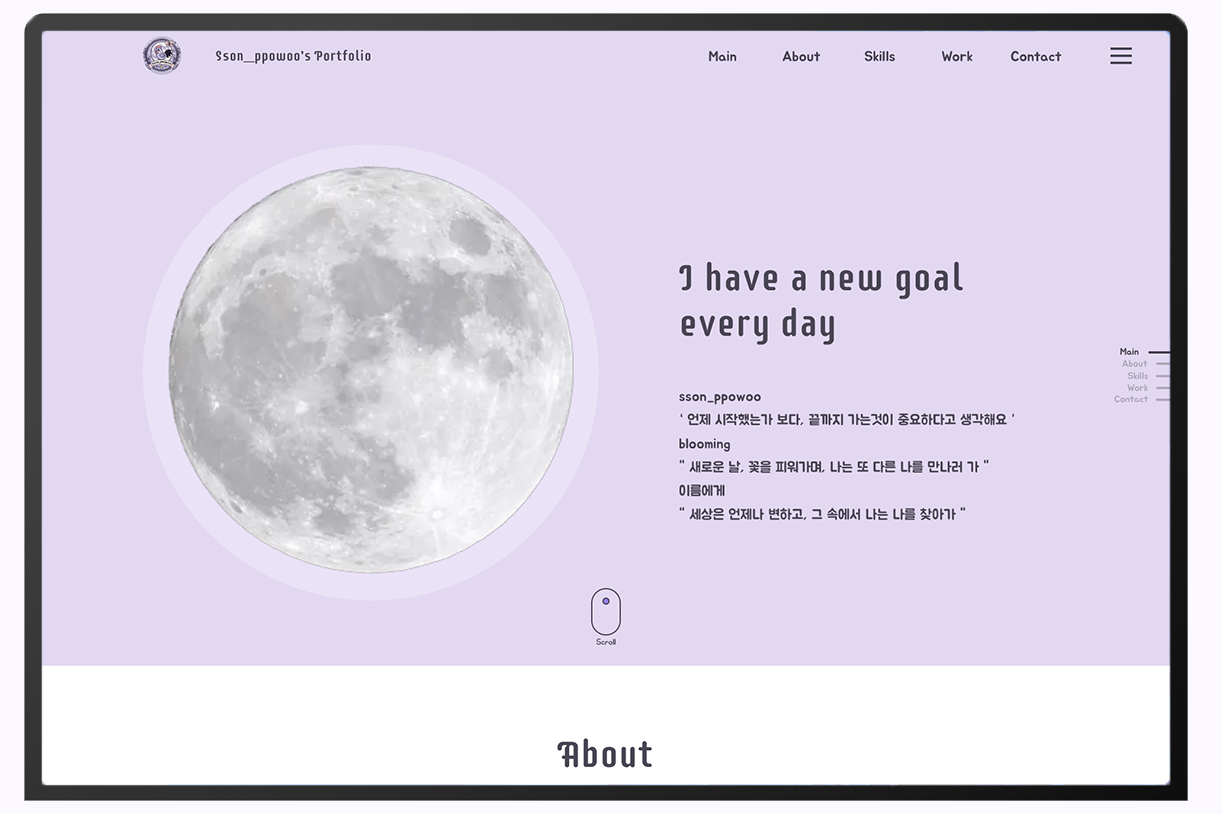 Sson_ppowoo's Portfolio
Main
About
Skills
Work
Contact
I have a new goal
every day
Main
About
Skills
Work
Contact
sson_ppowoo
' 언제 시작했는가 보다, 끝까지 가는것이 중요하다고 생각해요 '
blooming
" 새로운 날, 꽃을 피워가며, 나는 또 다른 나를 만나러 가 "
이름에게
" 세상은 언제나 변하고, 그 속에서 나는 나를 찾아가 "
Scroll
About